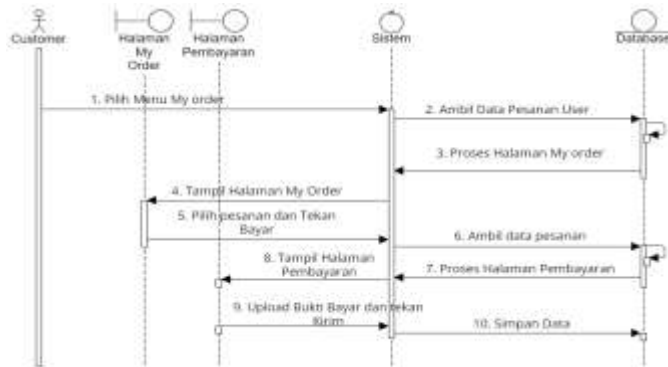 Customer
Halaman
My
Order
Halaman
Pembayaran
Sistem
Database
1. Pilih Menu My order
2. Ambil Data Pesanan User
3. Proses Halaman My order
4. Tampil Halaman My Order
5. Pilih pesanan dan Tekan
Bayar
6. Ambil data pesanan
7. Proses Halaman Pembayaran
8. Tampil Halaman
Pembayaran
9. Upload Bukti Bayar dan tekan
Kirim
10. Simpan Data